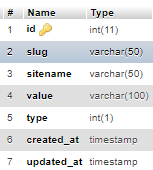 # Name Type
1 id int(11)
2 slug varchar(50)
3 sitename varchar(50)
4 value varchar(100)
5 type int(1)
6 created_at timestamp
7 updated_at timestamp